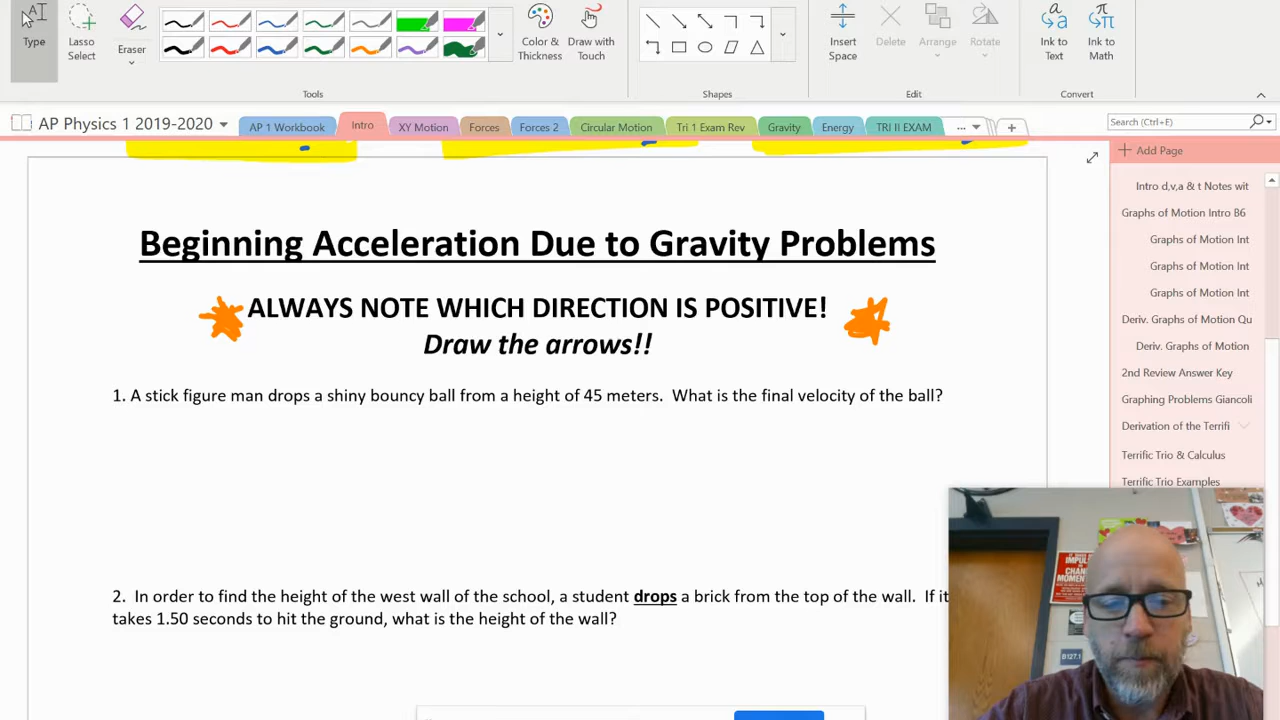 Type
Lasso
Select
Eraser
Color &
Thickness
Draw with
Touch
Insert
Space
Delete
Arrange
Rotate
Ink to
Text
Ink to
Math
Tools
Shapes
Edit
Convert
AP Physics 1 2019-2020
AP 1 Workbook
Intro
XY Motion
Forces
Forces 2
Circular Motion
Tri 1 Exam Rev
Gravity
Energy
TRI II EXAM
...
Search (Ctrl+E)
Add Page
Intro d,v,a & t Notes wit
Graphs of Motion Intro B6
Graphs of Motion Int
Graphs of Motion Int
Graphs of Motion Int
Deriv. Graphs of Motion Qu
Deriv. Graphs of Motion
2nd Review Answer Key
Graphing Problems Giancoli
Derivation of the Terrifi
Terrific Trio & Calculus
Terrific Trio Examples
Beginning Acceleration Due to Gravity Problems
ALWAYS NOTE WHICH DIRECTION IS POSITIVE!
Draw the arrows!!
1. A stick figure man drops a shiny bouncy ball from a height of 45 meters. What is the final velocity of the ball?
2. In order to find the height of the west wall of the school, a student drops a brick from the top of the wall. If it
takes 1.50 seconds to hit the ground, what is the height of the wall?
IMPULSE
CHANGE
MOMEN
B127.1